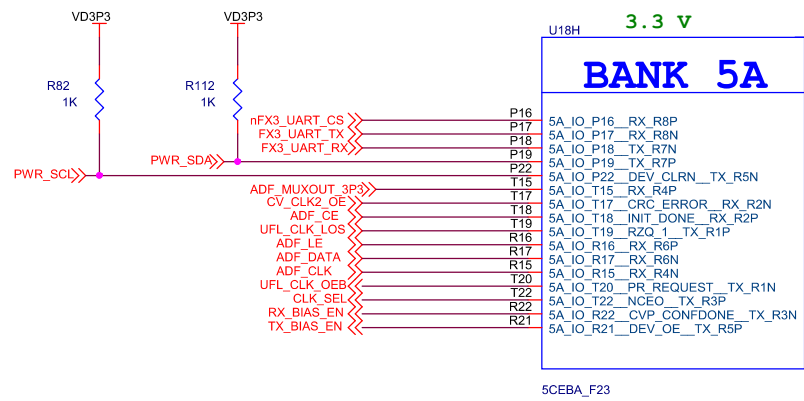 VD3P3
VD3P3
3.3 V
U18H
R82
1K
R112
1K
BANK 5A
nFX3_UART_CS
P16
5A_IO_P16__RX_R8P
FX3_UART_TX
P17
5A_IO_P17__RX_R8N
FX3_UART_RX
P18
5A_IO_P18__TX_R7N
PWR_SDA
P19
5A_IO_P19__TX_R7P
PWR_SCL
P22
5A_IO_P22__DEV_CLRN__TX_R5N
ADF_MUXOUT_3P3
T15
5A_IO_T15__RX_R4P
CV_CLK2_OE
T17
5A_IO_T17__CRC_ERROR__RX_R2N
ADF_CE
T18
5A_IO_T18__INIT_DONE__RX_R2P
UFL_CLK_LOS
T19
5A_IO_T19__RZQ_1__TX_R1P
ADF_LE
R16
5A_IO_R16__RX_R6P
ADF_DATA
R17
5A_IO_R17__RX_R6N
ADF_CLK
R15
5A_IO_R15__RX_R4N
UFL_CLK_OEB
T20
5A_IO_T20__PR_REQUEST__TX_R1N
CLK_SEL
T22
5A_IO_T22__NCEO__TX_R3P
RX_BIAS_EN
R22
5A_IO_R22__CVP_CONFDONE__TX_R3N
TX_BIAS_EN
R21
5A_IO_R21__DEV_OE__TX_R5P
5CEBA_F23